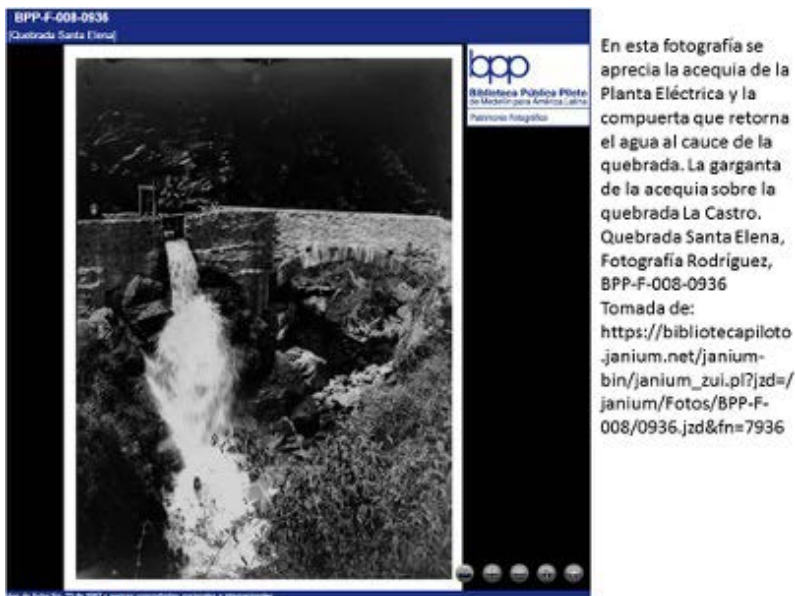 BPP-F-008-0936
[Quebrada Santa Elena]
bpp
Biblioteca Pública Piloto
de Medellín para América Latina
Patrimonio Fotográfico
En esta fotografía se
aprecia la acequia de la
Planta Eléctrica y la
compuerta que retorna
el agua al cauce de la
quebrada. La garganta
de la acequia sobre la
quebrada La Castro.
Quebrada Santa Elena,
Fotografía Rodríguez,
BPP-F-008-0936
Tomada de:
https://bibliotecapiloto
.janium.net/janium-
bin/janium_zui.pl?jzd=/
janium/Fotos/BPP-F-
008/0936.jzd&fn=7936